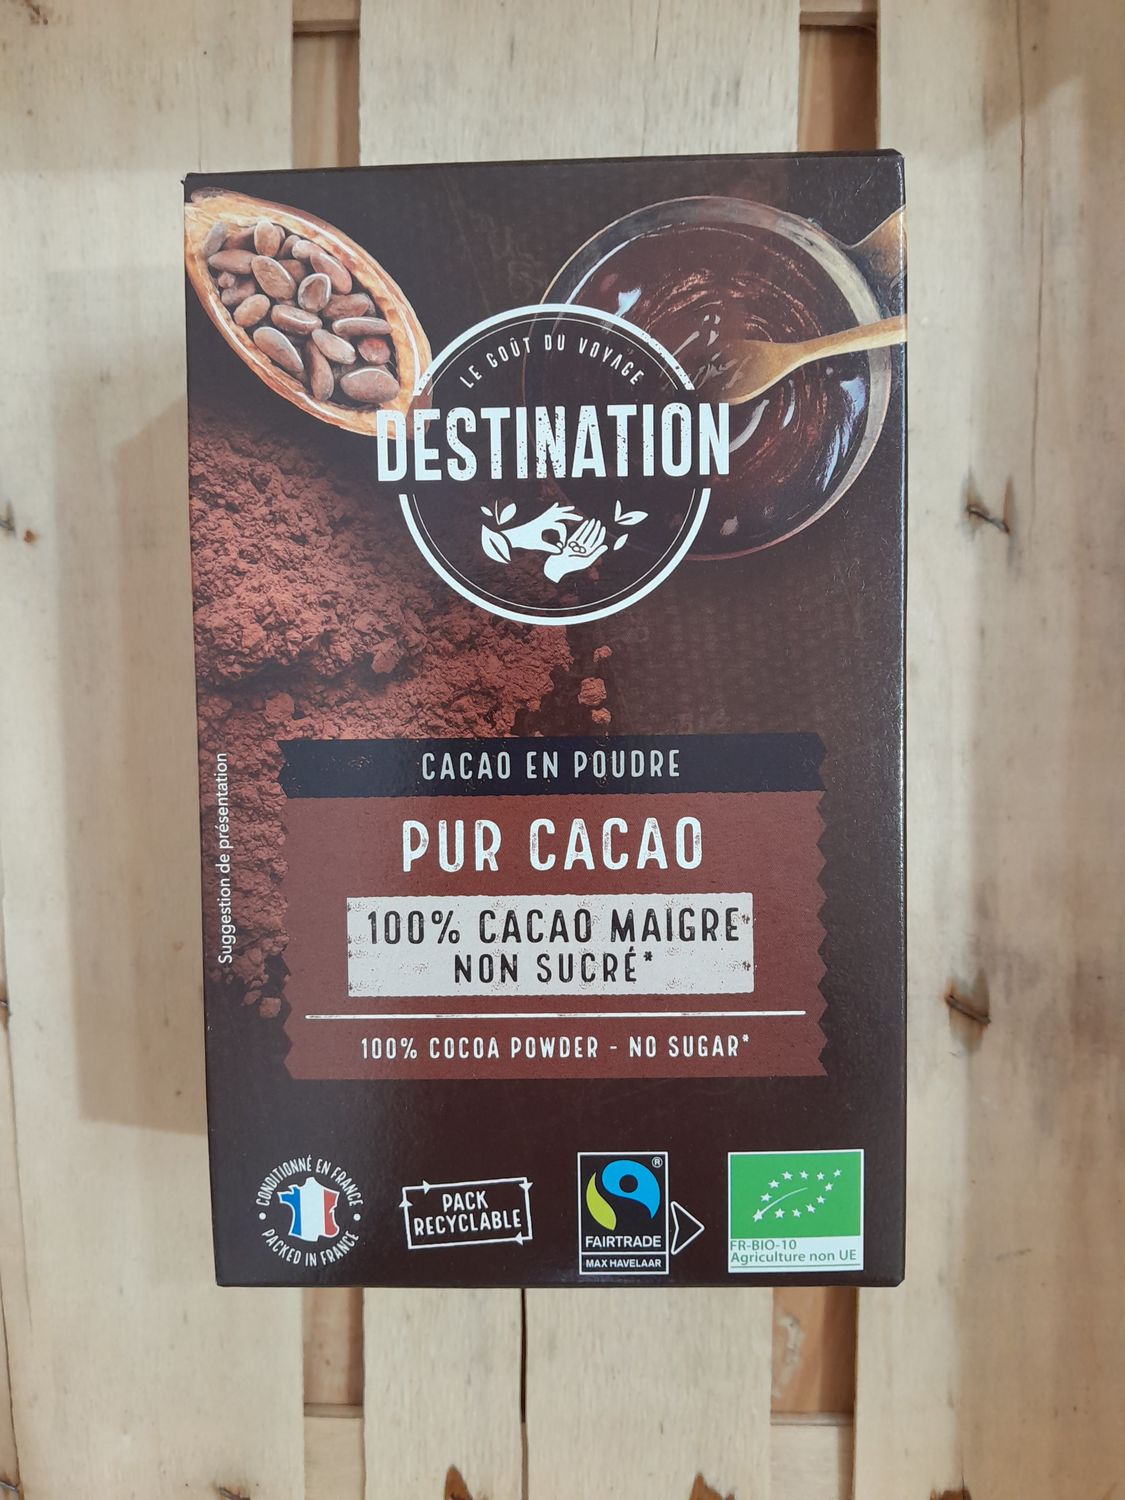 LE GOÛT DU VOYAGE
DESTINATION
CACAO EN POUDRE
PUR CACAO
100% CACAO MAIGRE
NON SUCRÉ*
100% COCOA POWDER - NO SUGAR*
Suggestion de présentation
CONDITIONNÉ EN FRANCE
PACKED IN FRANCE
PACK
RECYCLABLE
®
FAIRTRADE
MAX HAVELAAR
FR-BIO-10
Agriculture non UE